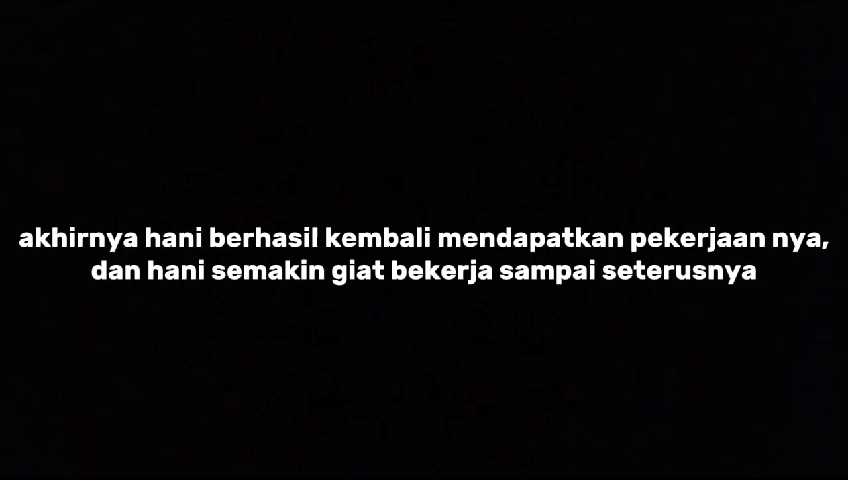 akhirnya hani berhasil kembali mendapatkan pekerjaan nya,
dan hani semakin giat bekerja sampai seterusnya